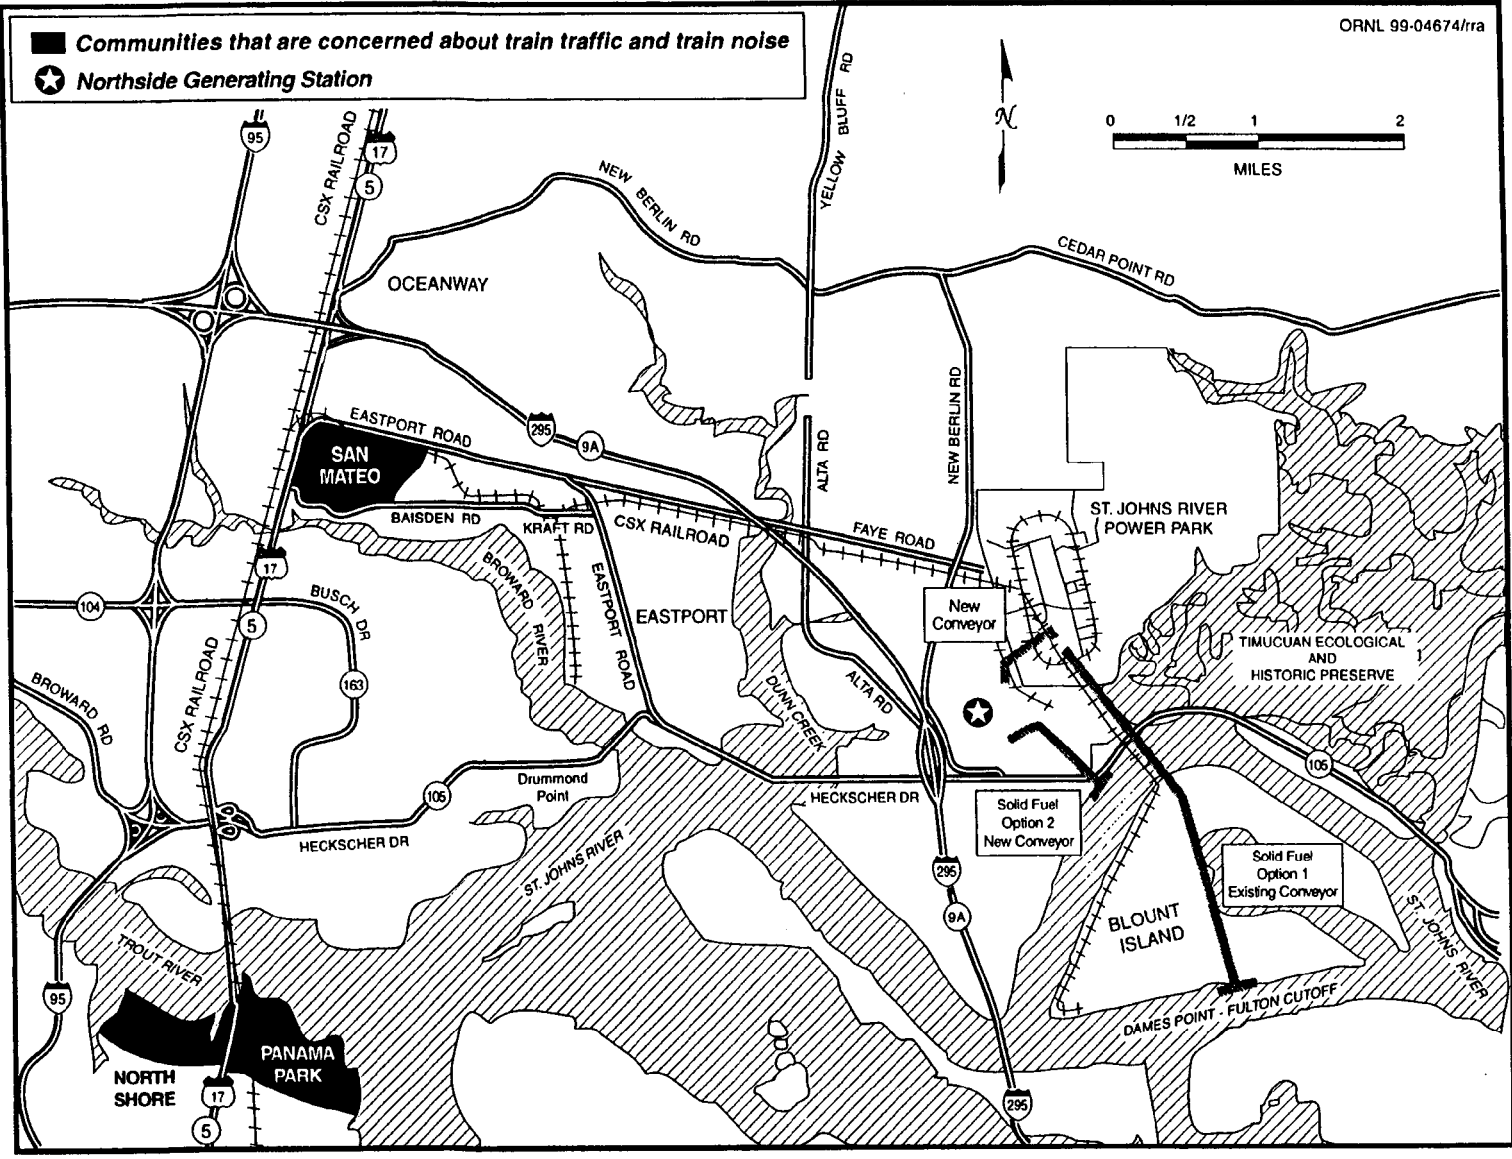 ORNL 99-04674/rra
Communities that are concerned about train traffic and train noise
Northside Generating Station
95
CSX RAILROAD
17
5
NEW BERLIN RD
YELLOW BLUFF RD
N
0 1/2 1 2
MILES
CEDAR POINT RD
OCEANWAY
EASTPORT ROAD
295
9A
SAN
MATEO
ALTA RD
NEW BERLIN RD
BAISDEN RD
KRAFT RD
CSX RAILROAD
FAYE ROAD
ST. JOHNS RIVER
POWER PARK
17
BROWARD RIVER
EASTPORT ROAD
EASTPORT
104
5
BUSCH DR
New
Conveyor
TIMUCUAN ECOLOGICAL
AND
HISTORIC PRESERVE
BROWARD RD
CSX RAILROAD
163
ALTA RD
DUNN CREEK
105
Drummond
Point
105
HECKSCHER DR
HECKSCHER DR
Solid Fuel
Option 2
New Conveyor
ST. JOHNS RIVER
295
Solid Fuel
Option 1
Existing Conveyor
9A
BLOUNT
ISLAND
ST. JOHNS RIVER
TROUT RIVER
95
DAMES POINT - FULTON CUTOFF
PANAMA
PARK
NORTH
SHORE
17
295
5